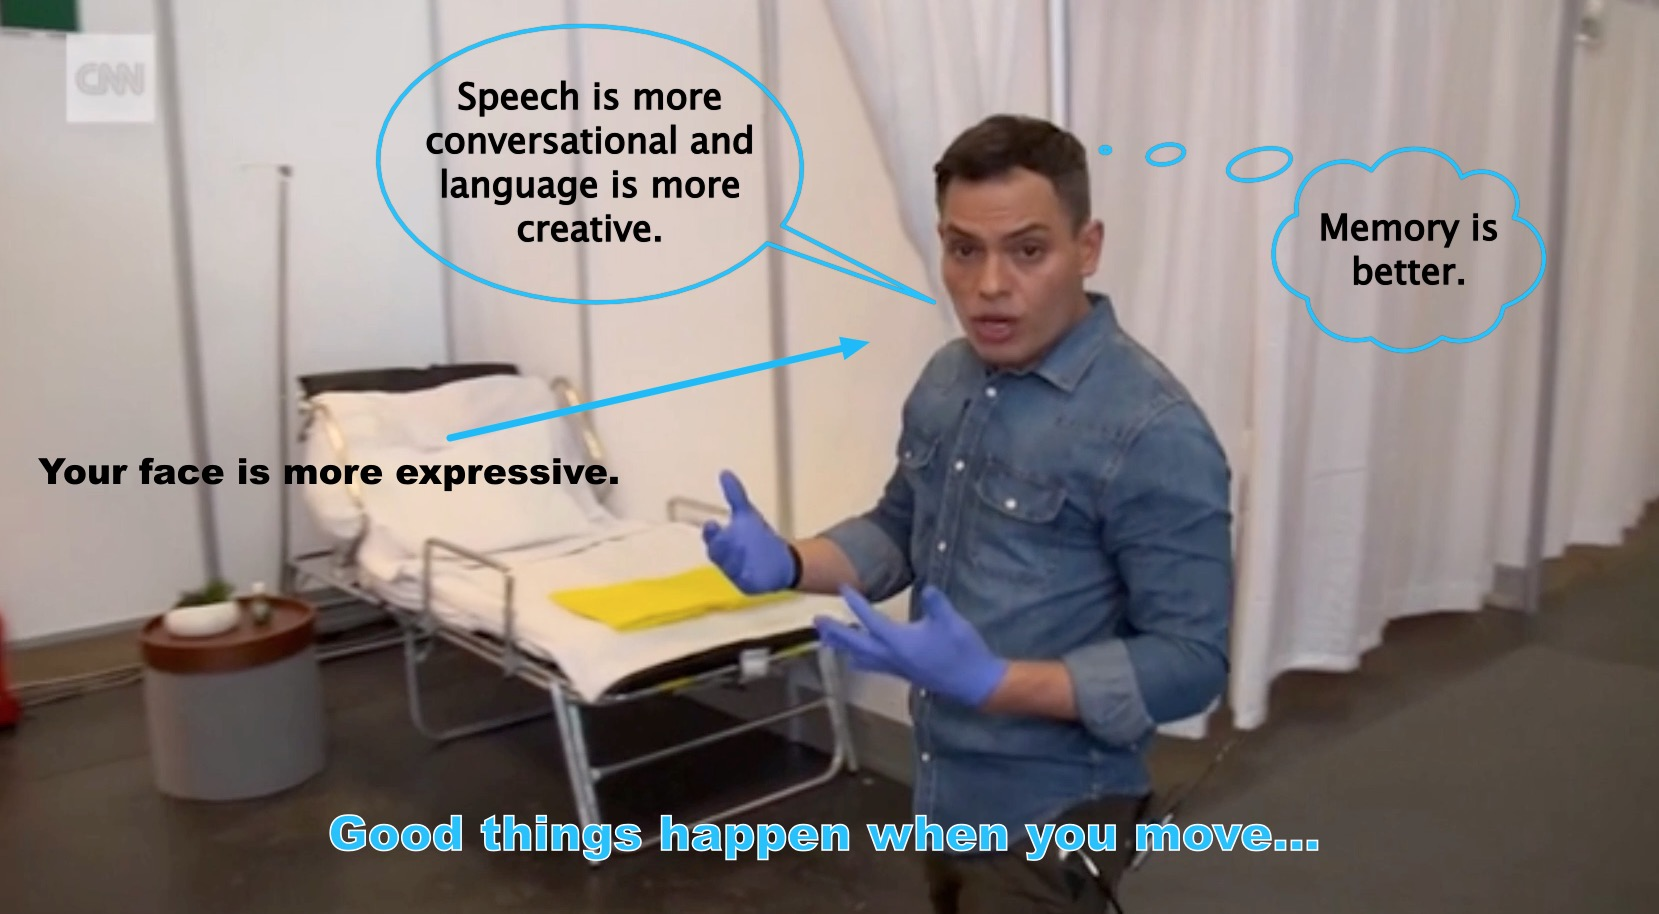 CNN
Speech is more
conversational and
language is more
creative.
Memory is
better.
Your face is more expressive.
Good things happen when you move...